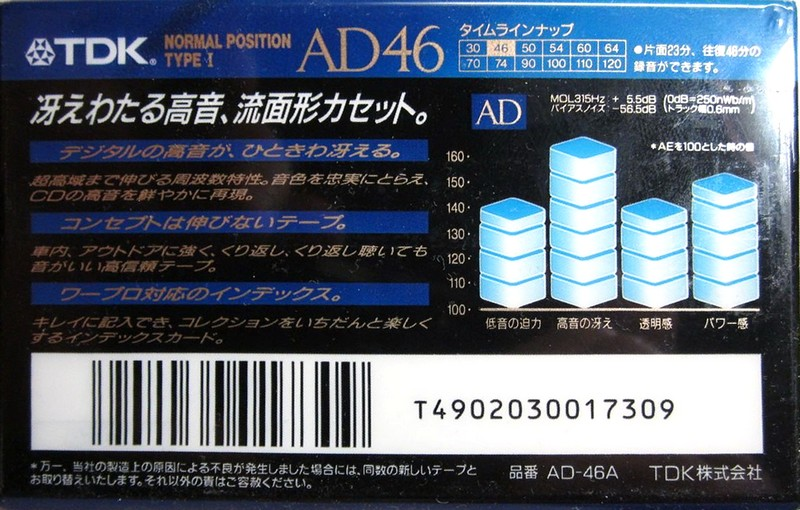 TDK
NORMAL POSITION
TYPE I
AD46
タイムラインナップ
30 46 50 54 60 64
70 74 90 100 110 120
●片面23分、往復46分の
録音ができます。
冴えわたる高音、流面形カセット。
デジタルの高音が、ひときわ冴える。
超高域まで伸びる周波数特性。音色を忠実にとらえ、
CDの高音を鮮やかに再現。
コンセプトは伸びないテープ。
車内、アウトドアに強く、くり返し、くり返し聴いても
音がいい高信頼テープ。
ワープロ対応のインデックス。
キレイに記入でき、コレクションをいちだんと楽しく
するインデックスカード。
AD
MOL315Hz + 5.5dB (0dB=250nWb/m)
バイアスノイズ -56.5dB (トラック幅0.6mm)
*AEを100とした時の値
160
150
140
130
120
110
100
低音の迫力 高音の冴え 透明感 パワー感
T4902030017309
*万一、当社の製造上の原因による不良が発生しました場合には、同数の新しいテープと
お取り替えいたします。それ以外の責はご容赦ください。
品番 AD-46A TDK株式会社